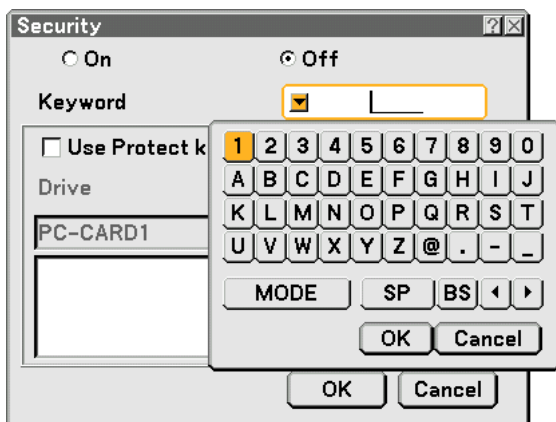 Security ? ×
On Off
Keyword
Use Protect k
1 2 3 4 5 6 7 8 9 0
Drive
A B C D E F G H I J
K L M N O P Q R S T
PC-CARD1
U V W X Y Z @ . - _
MODE SP BS
OK Cancel
OK Cancel